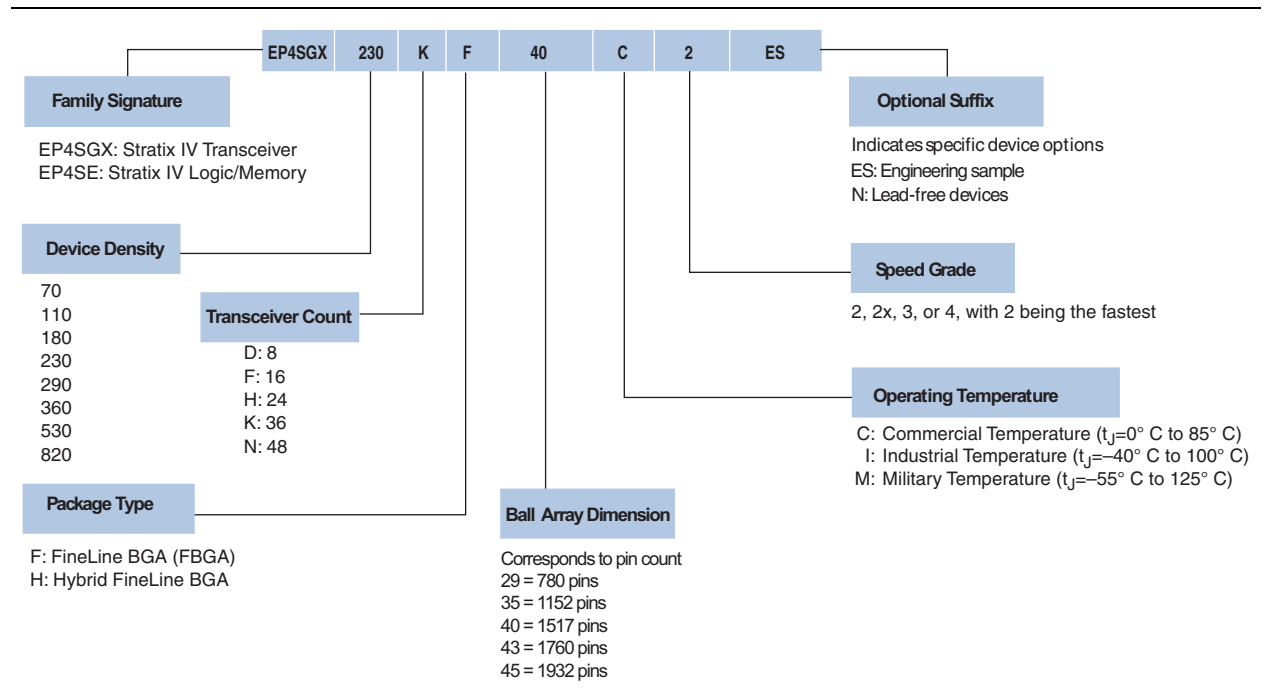 EP4SGX 230 K F 40 C 2 ES
Family Signature
EP4SGX: Stratix IV Transceiver
EP4SE: Stratix IV Logic/Memory
Optional Suffix
Indicates specific device options
ES: Engineering sample
N: Lead-free devices
Device Density
70
110
180
230
290
360
530
820
Transceiver Count
D: 8
F: 16
H: 24
K: 36
N: 48
Speed Grade
2, 2x, 3, or 4, with 2 being the fastest
Operating Temperature
C: Commercial Temperature (tJ=0° C to 85° C)
I: Industrial Temperature (tJ=–40° C to 100° C)
M: Military Temperature (tJ=–55° C to 125° C)
Package Type
F: FineLine BGA (FBGA)
H: Hybrid FineLine BGA
Ball Array Dimension
Corresponds to pin count
29 = 780 pins
35 = 1152 pins
40 = 1517 pins
43 = 1760 pins
45 = 1932 pins